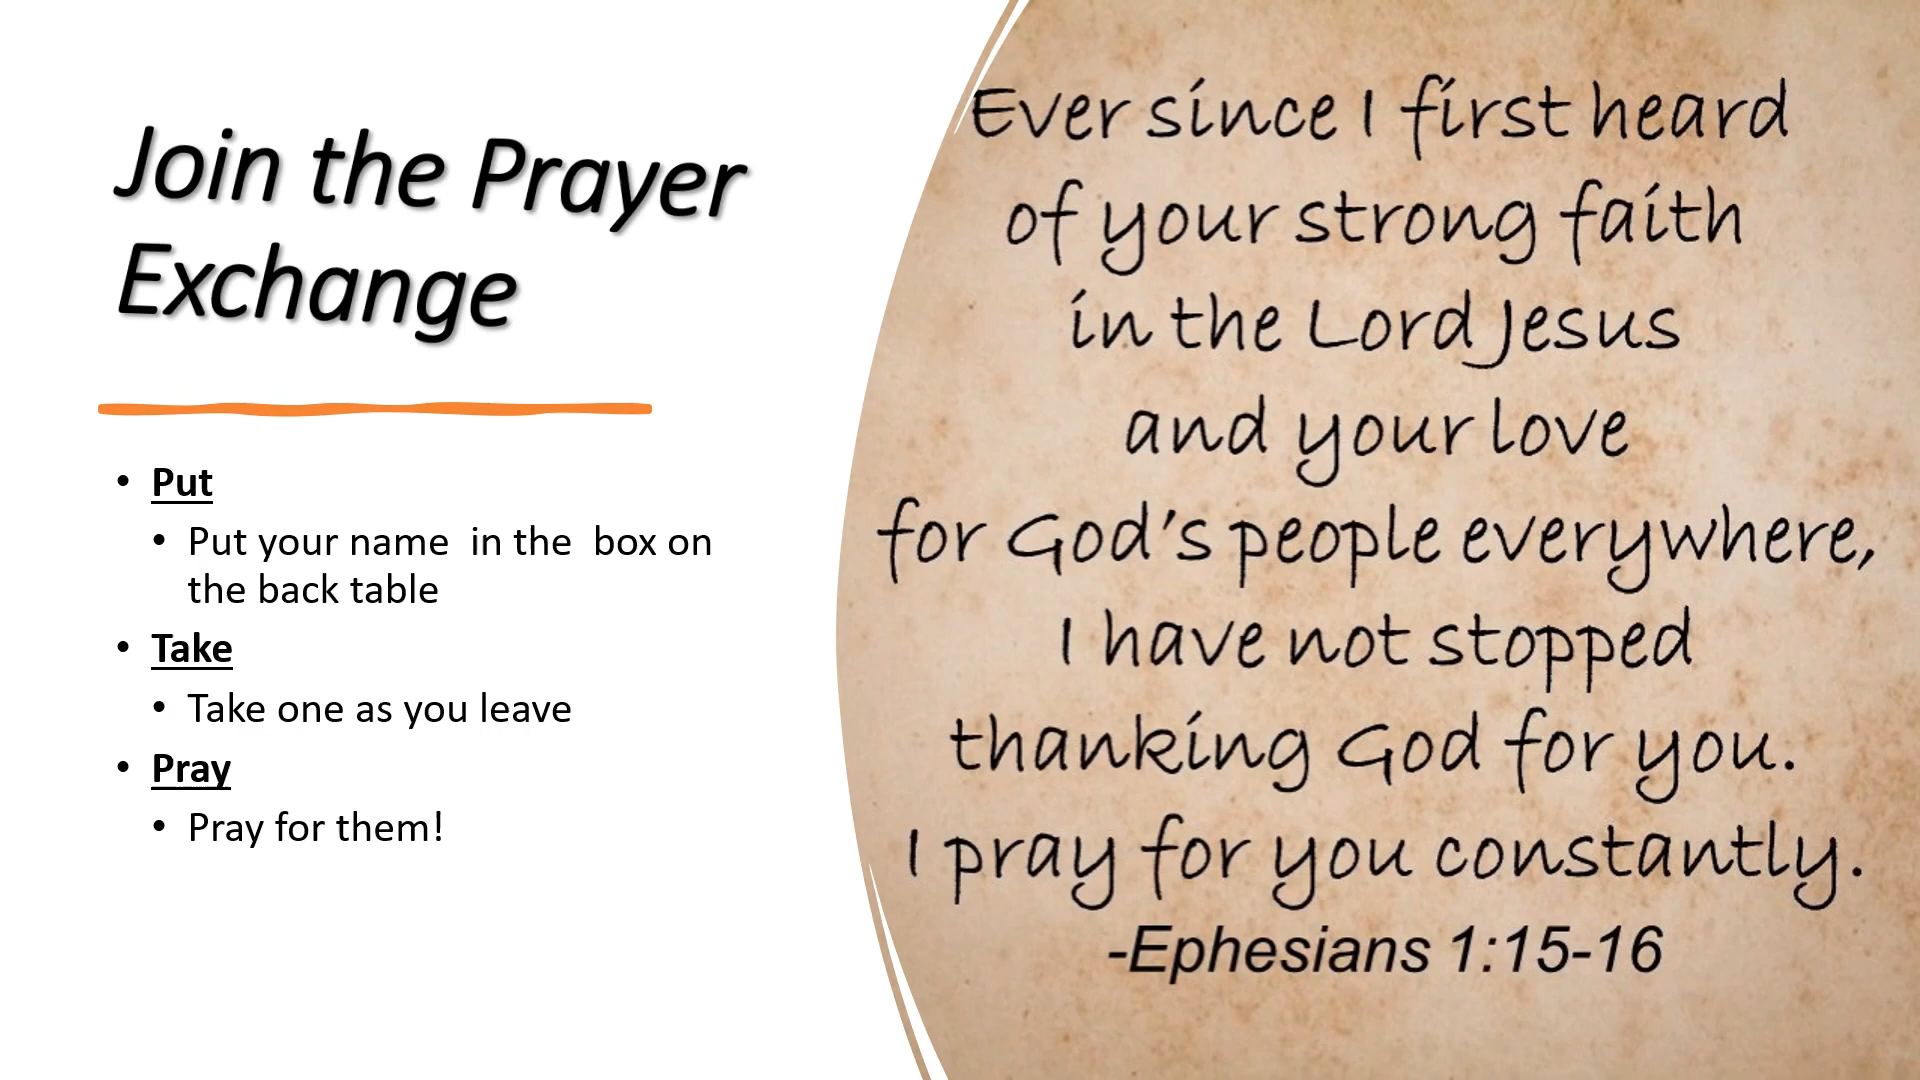 Join the Prayer
Exchange
• Put
• Put your name in the box on
the back table
• Take
• Take one as you leave
• Pray
• Pray for them!
Ever since I first heard
of your strong faith
in the Lord Jesus
and your love
for God's people everywhere,
I have not stopped
thanking God for you.
I pray for you constantly.
-Ephesians 1:15-16